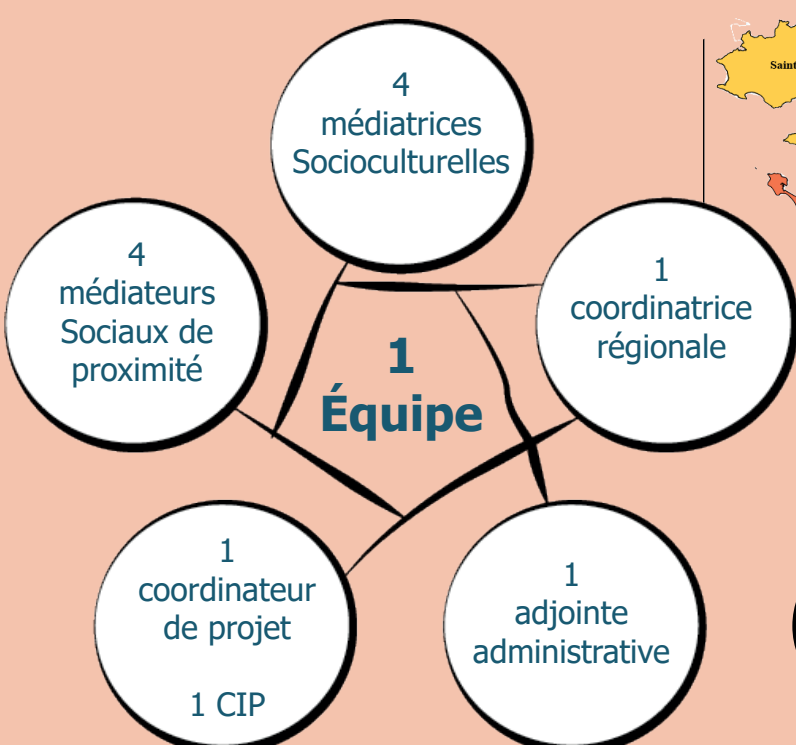 4
médiatrices
Socioculturelles
4
médiateurs
Sociaux de
proximité
1
coordinatrice
régionale
1
Équipe
1
coordinateur
de projet
1 CIP
1
adjointe
administrative
Saint